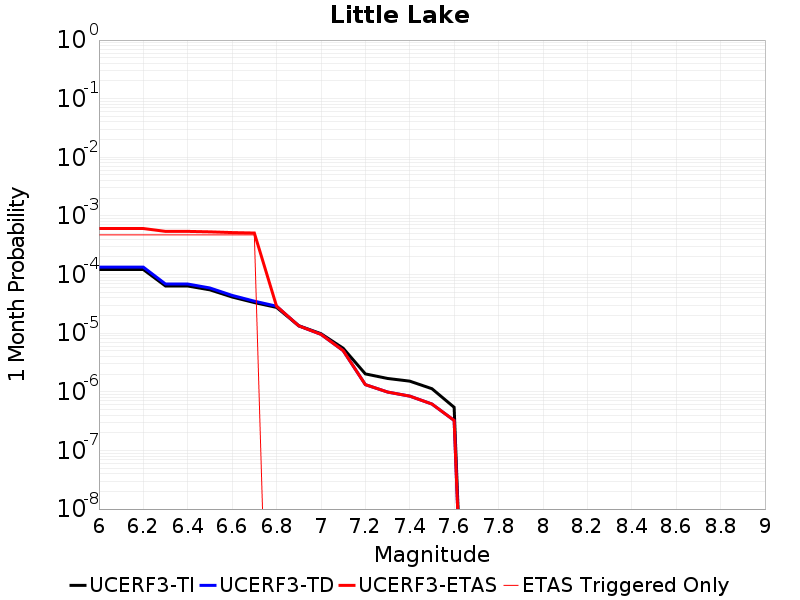 Little Lake
10^0
10^-1
10^-2
10^-3
10^-4
10^-5
10^-6
10^-7
10^-8
1 Month Probability
6 6.2 6.4 6.6 6.8 7 7.2 7.4 7.6 7.8 8 8.2 8.4 8.6 8.8 9
Magnitude
UCERF3-TI UCERF3-TD UCERF3-ETAS ETAS Triggered Only